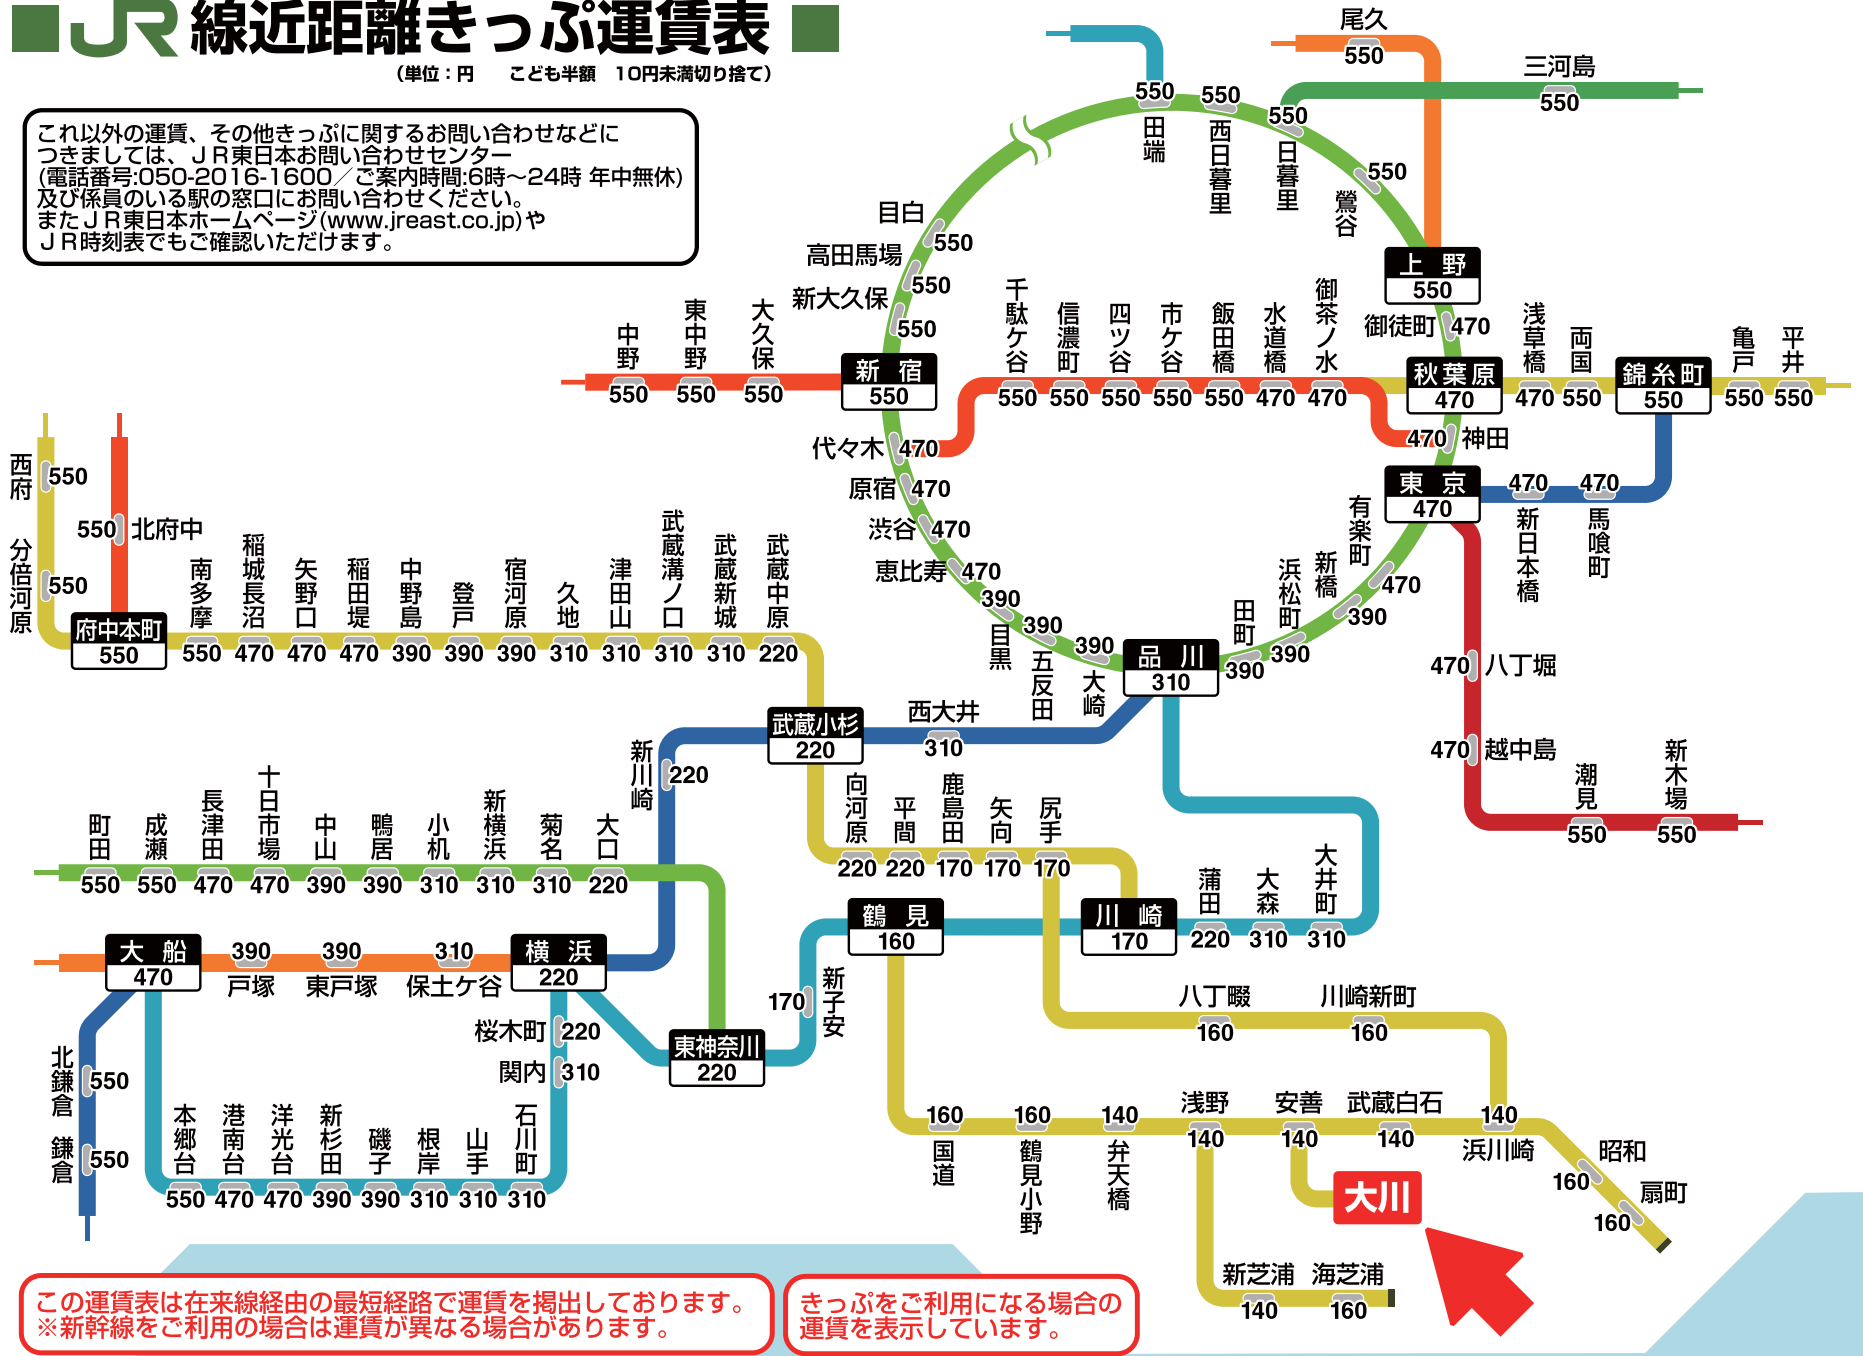 JR線近距離きっぷ運賃表
(単位：円　こども半額　10円未満切り捨て)
これ以外の運賃、その他きっぷに関するお問い合わせなどに
つきましては、ＪＲ東日本お問い合わせセンター
(電話番号:050-2016-1600／ご案内時間:6時～24時 年中無休)
及び係員のいる駅の窓口にお問い合わせください。
またＪＲ東日本ホームページ(www.jreast.co.jp)や
ＪＲ時刻表でもご確認いただけます。
尾久 550
三河島 550
550 田端
550 西日暮里
550 日暮里
550 鶯谷
上野 550
御徒町 470
目白 550
高田馬場 550
新大久保 550
中野 550
東中野 550
大久保 550
新宿 550
千駄ケ谷 550
信濃町 550
四ツ谷 550
市ケ谷 550
飯田橋 550
水道橋 470
御茶ノ水 470
秋葉原 470
浅草橋 470
両国 550
錦糸町 550
亀戸 550
平井 550
代々木 470
470 神田
原宿 470
渋谷 470
恵比寿 470
390 目黒
390 五反田
390 大崎
品川 310
田町 390
浜松町 390
新橋 390
有楽町 470
東京 470
470 新日本橋
470 馬喰町
470 八丁堀
470 越中島
潮見 550
新木場 550
西府 550
分倍河原 550
550 北府中
府中本町 550
南多摩 550
稲城長沼 470
矢野口 470
稲田堤 470
中野島 390
登戸 390
宿河原 390
久地 310
津田山 310
武蔵溝ノ口 310
武蔵新城 310
武蔵中原 220
武蔵小杉 220
西大井 310
新川崎 220
向河原 220
平間 220
鹿島田 170
矢向 170
尻手 170
町田 550
成瀬 550
長津田 470
十日市場 470
中山 390
鴨居 390
小机 310
新横浜 310
菊名 310
大口 220
鶴見 160
川崎 170
蒲田 220
大森 310
大井町 310
大船 470
390 戸塚
390 東戸塚
310 保土ケ谷
横浜 220
170 新子安
桜木町 220
関内 310
東神奈川 220
北鎌倉 550
鎌倉 550
本郷台 550
港南台 470
洋光台 470
新杉田 390
磯子 390
根岸 310
山手 310
石川町 310
八丁畷 160
川崎新町 160
160 国道
160 鶴見小野
140 弁天橋
浅野 140
安善 140
武蔵白石 140
140 浜川崎
昭和 160
扇町 160
大川
新芝浦 140
海芝浦 160
この運賃表は在来線経由の最短経路で運賃を掲出しております。
※新幹線をご利用の場合は運賃が異なる場合があります。
きっぷをご利用になる場合の
運賃を表示しています。